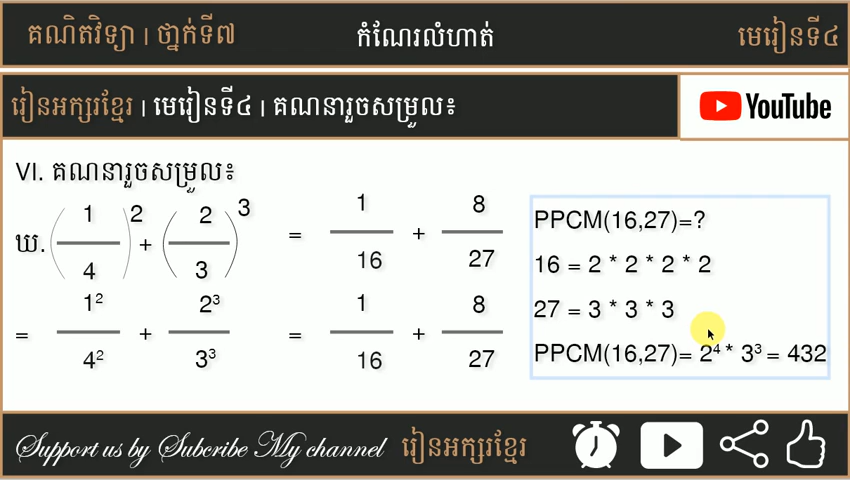 គណិតវិទ្យា | ថ្នាក់ទី៧ កំណែរលំហាត់ មេរៀនទី៤
រៀនអក្សរខ្មែរ | មេរៀនទី៤ | គណនារួចសម្រួល៖ YouTube
VI. គណនារួចសម្រួល៖
ឃ. (1/4)² + (2/3)³ = 1/16 + 8/27
= 1²/4² + 2³/3³ = 1/16 + 8/27
PPCM(16,27)=?
16 = 2 * 2 * 2 * 2
27 = 3 * 3 * 3
PPCM(16,27)= 2⁴ * 3³ = 432
Support us by Subcribe My channel រៀនអក្សរខ្មែរ